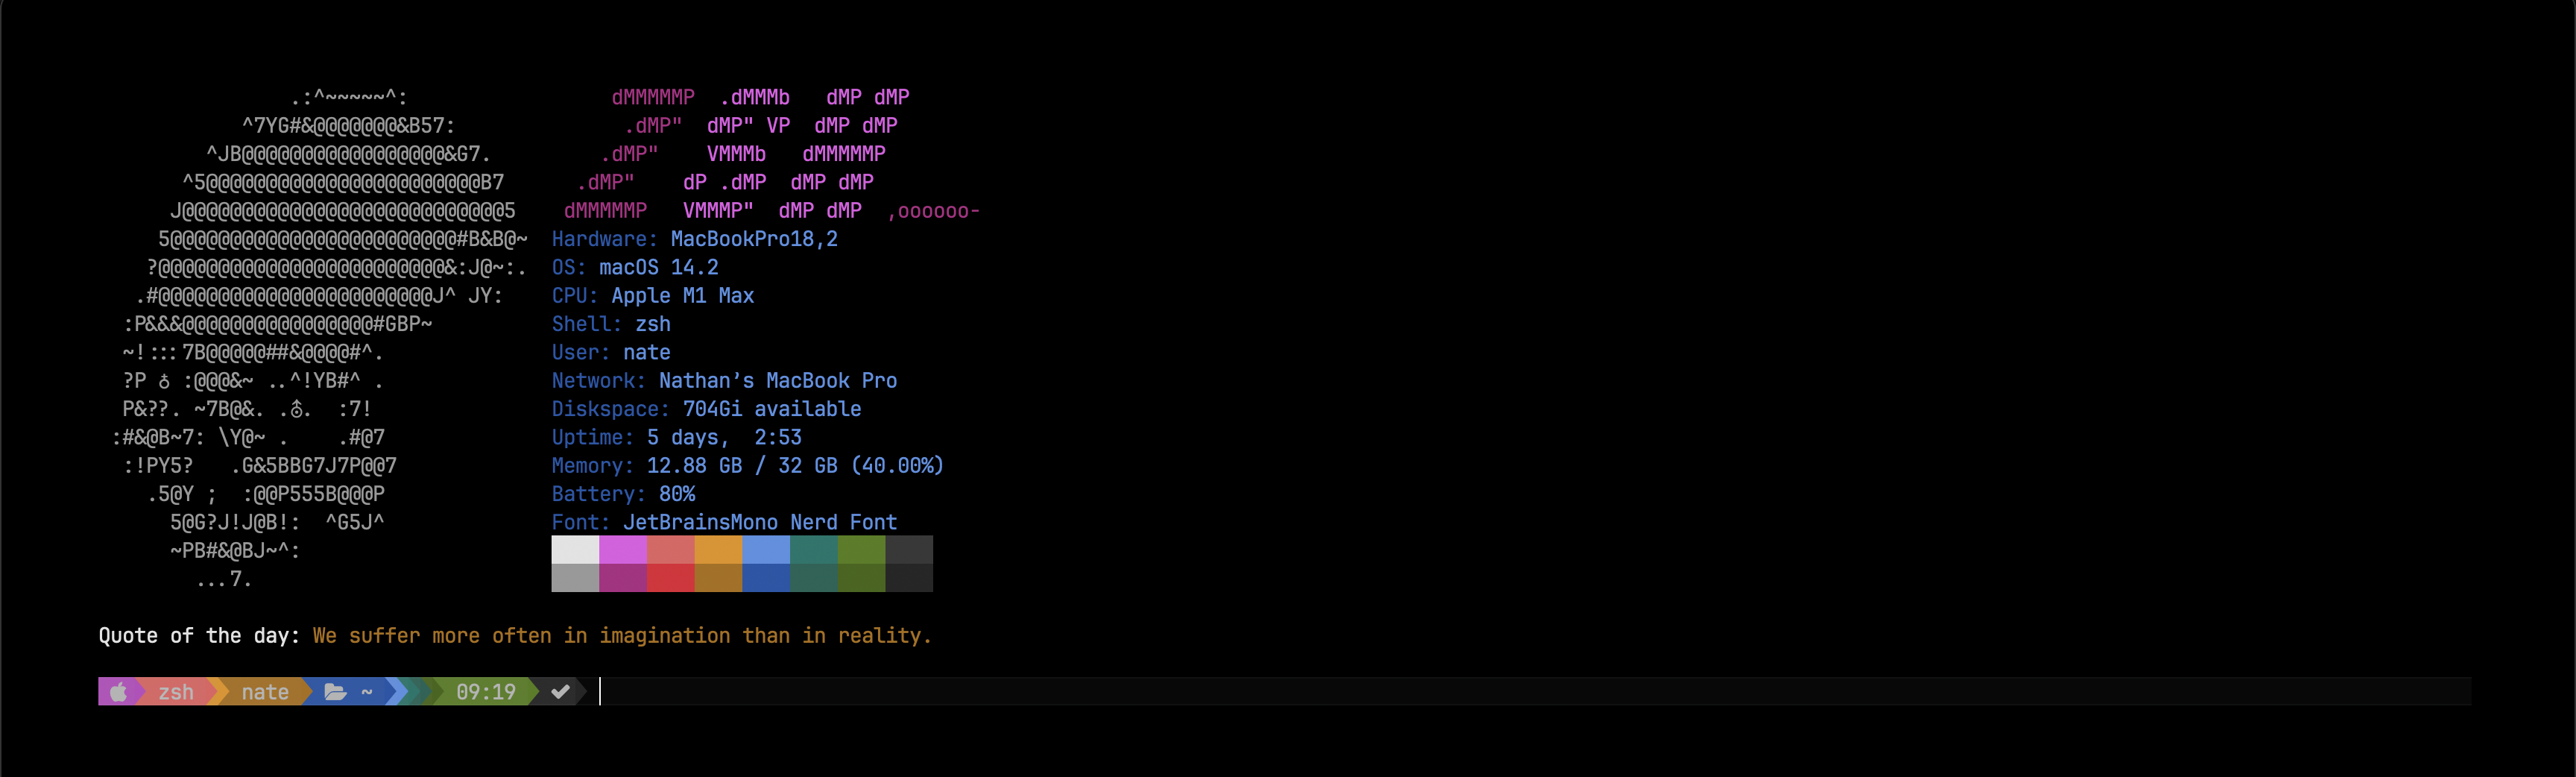 .:^~~~~~^:
^7YG#&@@@@@@@&B57:
^JB@@@@@@@@@@@@@@@@@&G7.
^5@@@@@@@@@@@@@@@@@@@@@@@B7
J@@@@@@@@@@@@@@@@@@@@@@@@@@@5
5@@@@@@@@@@@@@@@@@@@@@@@@#B&B@~
?@@@@@@@@@@@@@@@@@@@@@@@@&:J@~:.
.#@@@@@@@@@@@@@@@@@@@@@@@J^ JY:
:P&&&@@@@@@@@@@@@@@@@#GBP~
~!:::7B@@@@@##&@@@@#^.
?P ♁ :@@@&~ ..^!YB#^ .
P&??. ~7B@&. .⛢. :7!
:#&@B~7: \Y@~ . .#@7
:!PY5? .G&5BBG7J7P@@7
.5@Y ; :@@P555B@@@P
5@G?J!J@B!: ^G5J^
~PB#&@BJ~^:
...7.
dMMMMMP .dMMMb dMP dMP
.dMP" dMP" VP dMP dMP
.dMP" VMMMb dMMMMMP
.dMP" dP .dMP dMP dMP
dMMMMMP VMMMP" dMP dMP ,oooooo-
Hardware: MacBookPro18,2
OS: macOS 14.2
CPU: Apple M1 Max
Shell: zsh
User: nate
Network: Nathan’s MacBook Pro
Diskspace: 704Gi available
Uptime: 5 days,  2:53
Memory: 12.88 GB / 32 GB (40.00%)
Battery: 80%
Font: JetBrainsMono Nerd Font
Quote of the day: We suffer more often in imagination than in reality.
zsh nate ~ 09:19